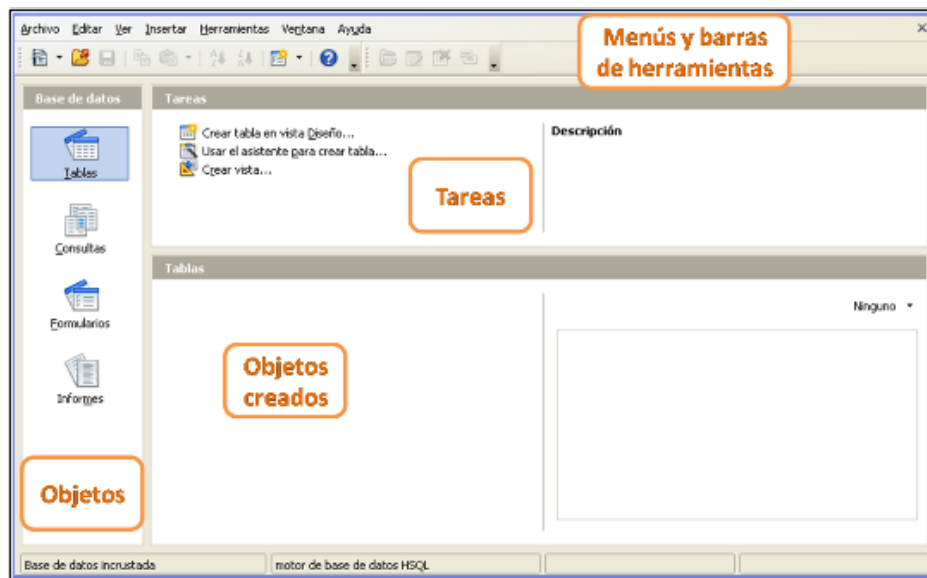 Archivo Editar Ver Insertar Herramientas Ventana Ayuda
Menús y barras
de herramientas
Base de datos
Tareas
Tablas
Consultas
Formularios
Informes
Objetos
Crear tabla en vista Diseño...
Usar el asistente para crear tabla...
Crear vista...
Tareas
Descripción
Tablas
Objetos
creados
Ninguno
Base de datos incrustada
motor de base de datos HSQL